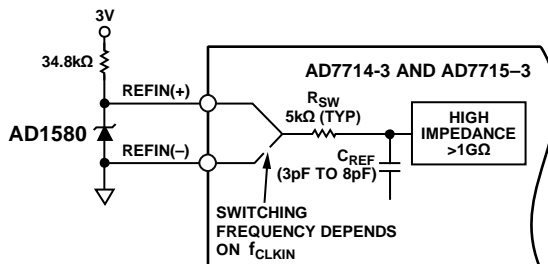 3V
34.8kΩ
AD7714-3 AND AD7715–3
REFIN(+)
RSW
5kΩ (TYP)
HIGH
IMPEDANCE
>1GΩ
AD1580
REFIN(–)
CREF
(3pF TO 8pF)
SWITCHING
FREQUENCY DEPENDS
ON fCLKIN